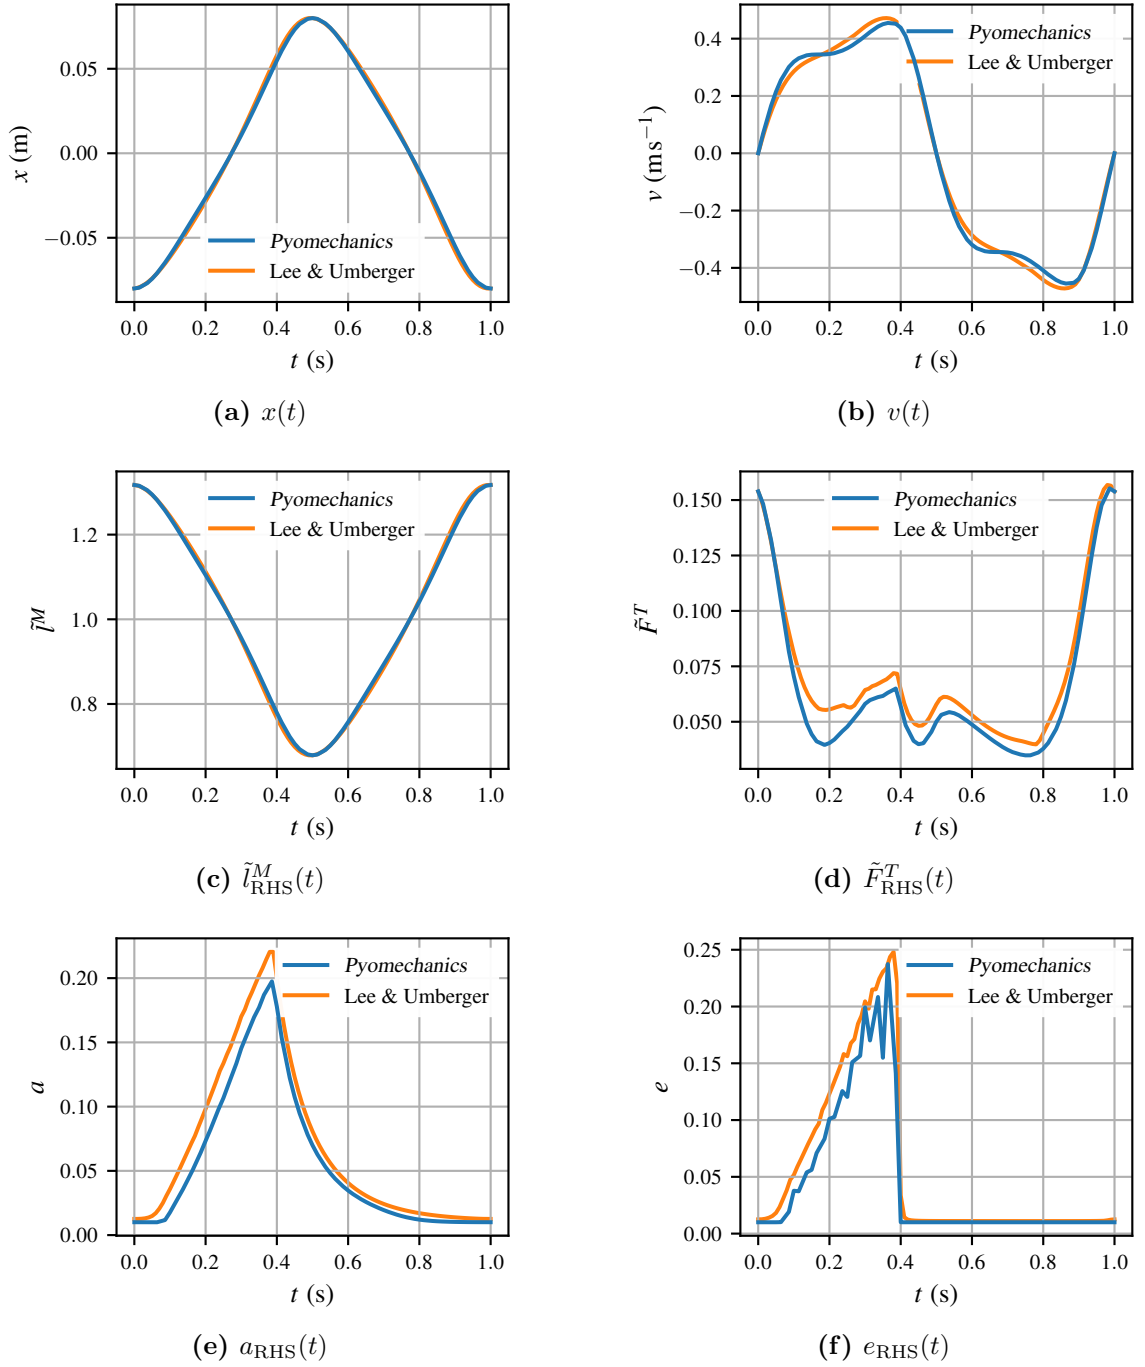 0.05
0.00
−0.05
x (m)
Pyomechanics
Lee & Umberger
0.0 0.2 0.4 0.6 0.8 1.0
t (s)
(a) x(t)
0.4
0.2
0.0
−0.2
−0.4
v (m s⁻¹)
Pyomechanics
Lee & Umberger
0.0 0.2 0.4 0.6 0.8 1.0
t (s)
(b) v(t)
1.2
1.0
0.8
l̃^M
Pyomechanics
Lee & Umberger
0.0 0.2 0.4 0.6 0.8 1.0
t (s)
(c) l̃^M_RHS(t)
0.150
0.125
0.100
0.075
0.050
F̃^T
Pyomechanics
Lee & Umberger
0.0 0.2 0.4 0.6 0.8 1.0
t (s)
(d) F̃^T_RHS(t)
0.20
0.15
0.10
0.05
0.00
a
Pyomechanics
Lee & Umberger
0.0 0.2 0.4 0.6 0.8 1.0
t (s)
(e) a_RHS(t)
0.25
0.20
0.15
0.10
0.05
0.00
e
Pyomechanics
Lee & Umberger
0.0 0.2 0.4 0.6 0.8 1.0
t (s)
(f) e_RHS(t)